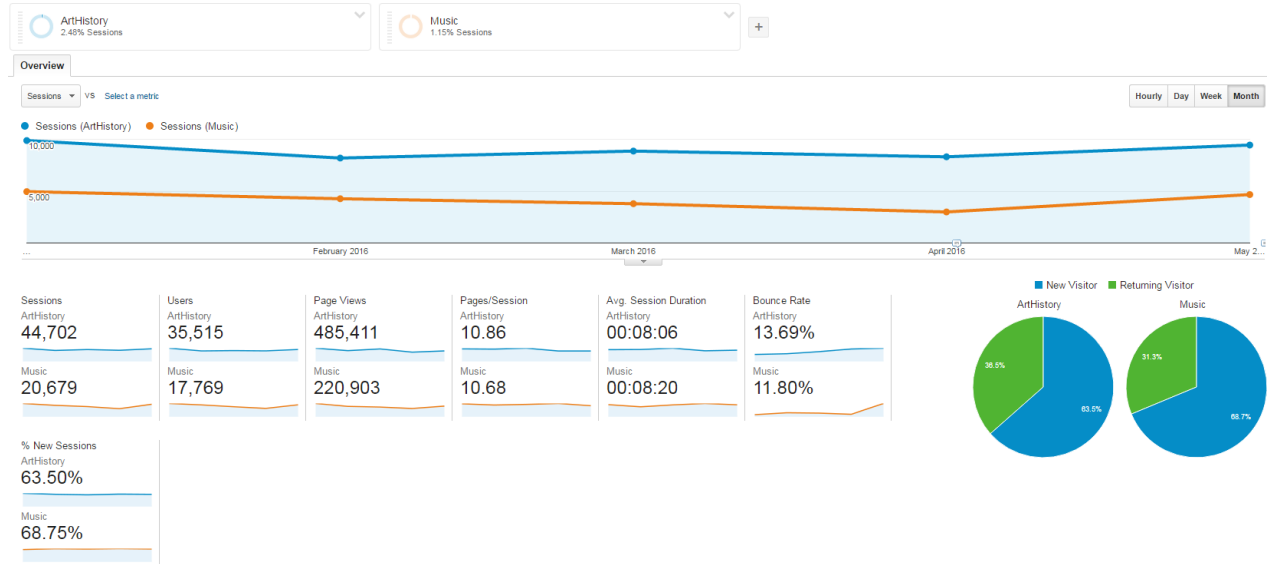 ArtHistory
2.48% Sessions
Music
1.15% Sessions
+
Overview
Sessions VS Select a metric
Hourly Day Week Month
Sessions (ArtHistory) Sessions (Music)
10,000
5,000
... February 2016 March 2016 April 2016 May 2...
Sessions
ArtHistory
44,702
Music
20,679
Users
ArtHistory
35,515
Music
17,769
Page Views
ArtHistory
485,411
Music
220,903
Pages/Session
ArtHistory
10.86
Music
10.68
Avg. Session Duration
ArtHistory
00:08:06
Music
00:08:20
Bounce Rate
ArtHistory
13.69%
Music
11.80%
% New Sessions
ArtHistory
63.50%
Music
68.75%
New Visitor Returning Visitor
ArtHistory
36.5%
63.5%
Music
31.3%
68.7%